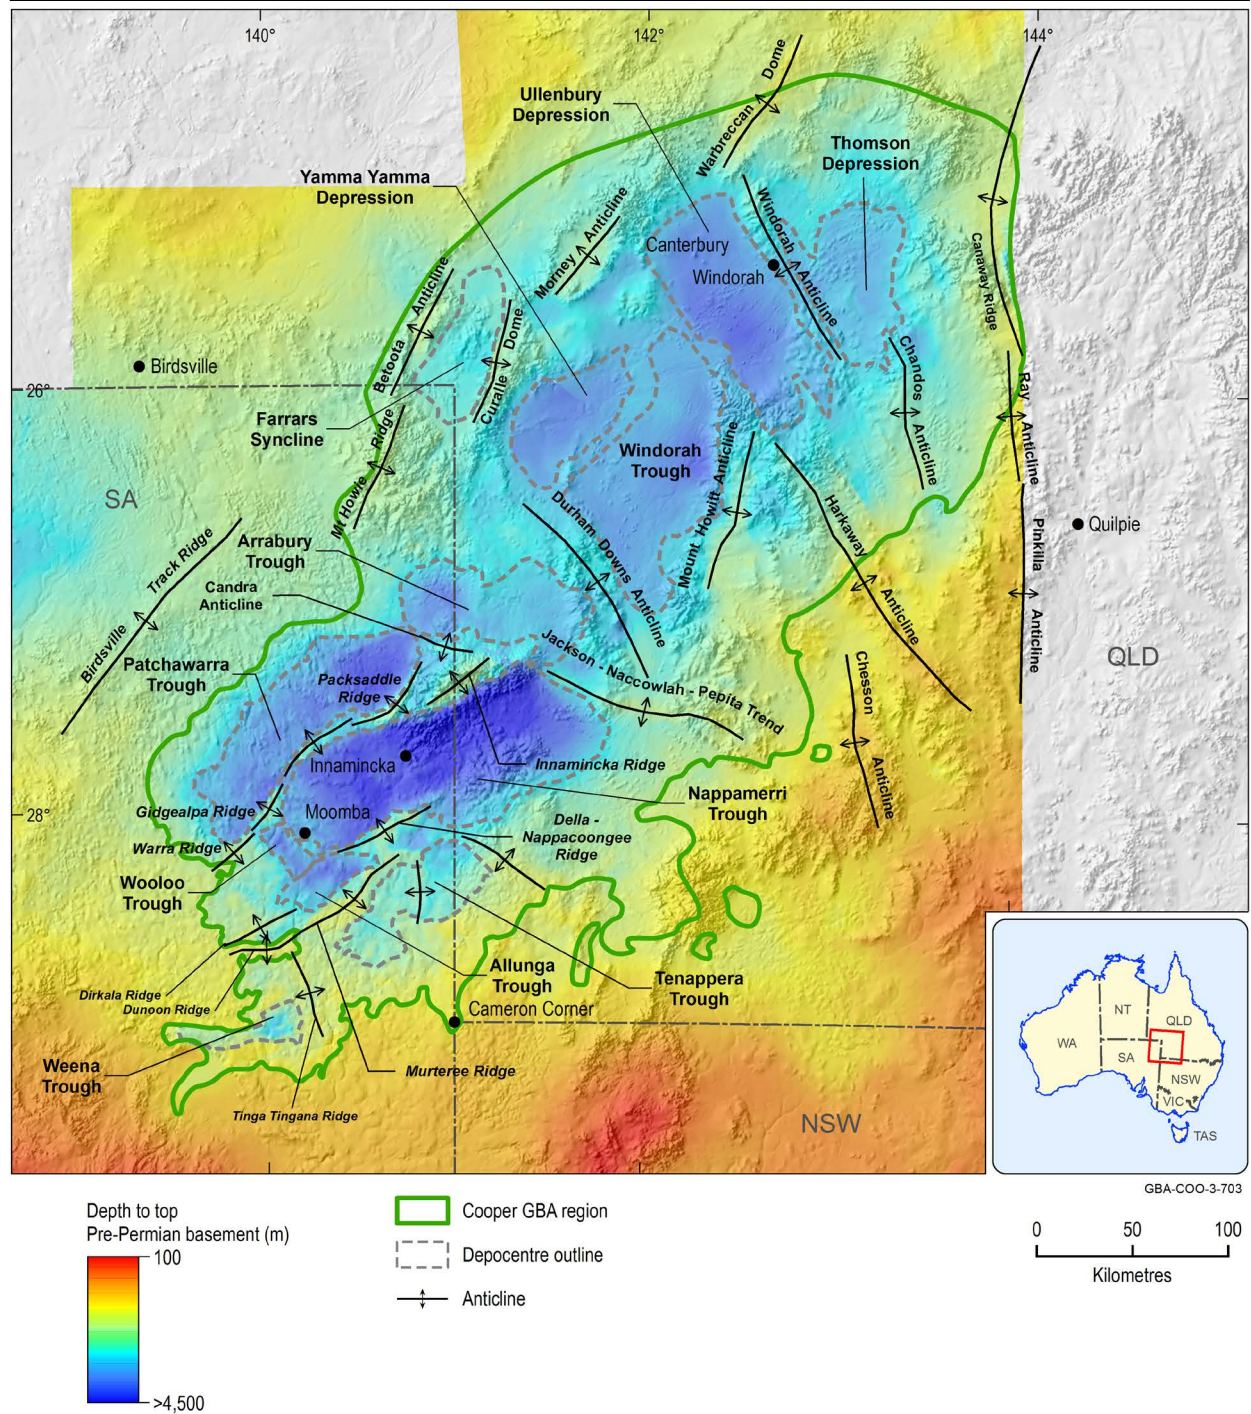 140°
142°
144°
Ullenbury
Depression
Warbreccan Dome
Thomson
Depression
Yamma Yamma
Depression
Morney Anticline
Canterbury
Windorah
Windorah Anticline
Canaway Ridge
Betoota Anticline
Curalle Dome
Birdsville
26°
Chandos Anticline
Ray Anticline
Farrars
Syncline
Mt Howie Ridge
Windorah
Trough
Mount Howitt Anticline
SA
Durham Downs Anticline
Harkaway Anticline
Quilpie
Pinkilla Anticline
Arrabury
Trough
Birdsville Track Ridge
Candra
Anticline
Jackson - Naccowlah - Pepita Trend
QLD
Patchawarra
Trough
Packsaddle
Ridge
Chesson Anticline
Innamincka
Innamincka Ridge
Nappamerri
Trough
28°
Gidgealpa Ridge
Moomba
Della -
Nappacoongee
Ridge
Warra Ridge
Wooloo
Trough
Allunga
Trough
Tenappera
Trough
Dirkala Ridge
Dunoon Ridge
Cameron Corner
Weena
Trough
Murteree Ridge
Tinga Tingana Ridge
NSW
NT
QLD
WA
SA
NSW
VIC
TAS
GBA-COO-3-703
Depth to top
Pre-Permian basement (m)
100
>4,500
Cooper GBA region
Depocentre outline
Anticline
0 50 100
Kilometres